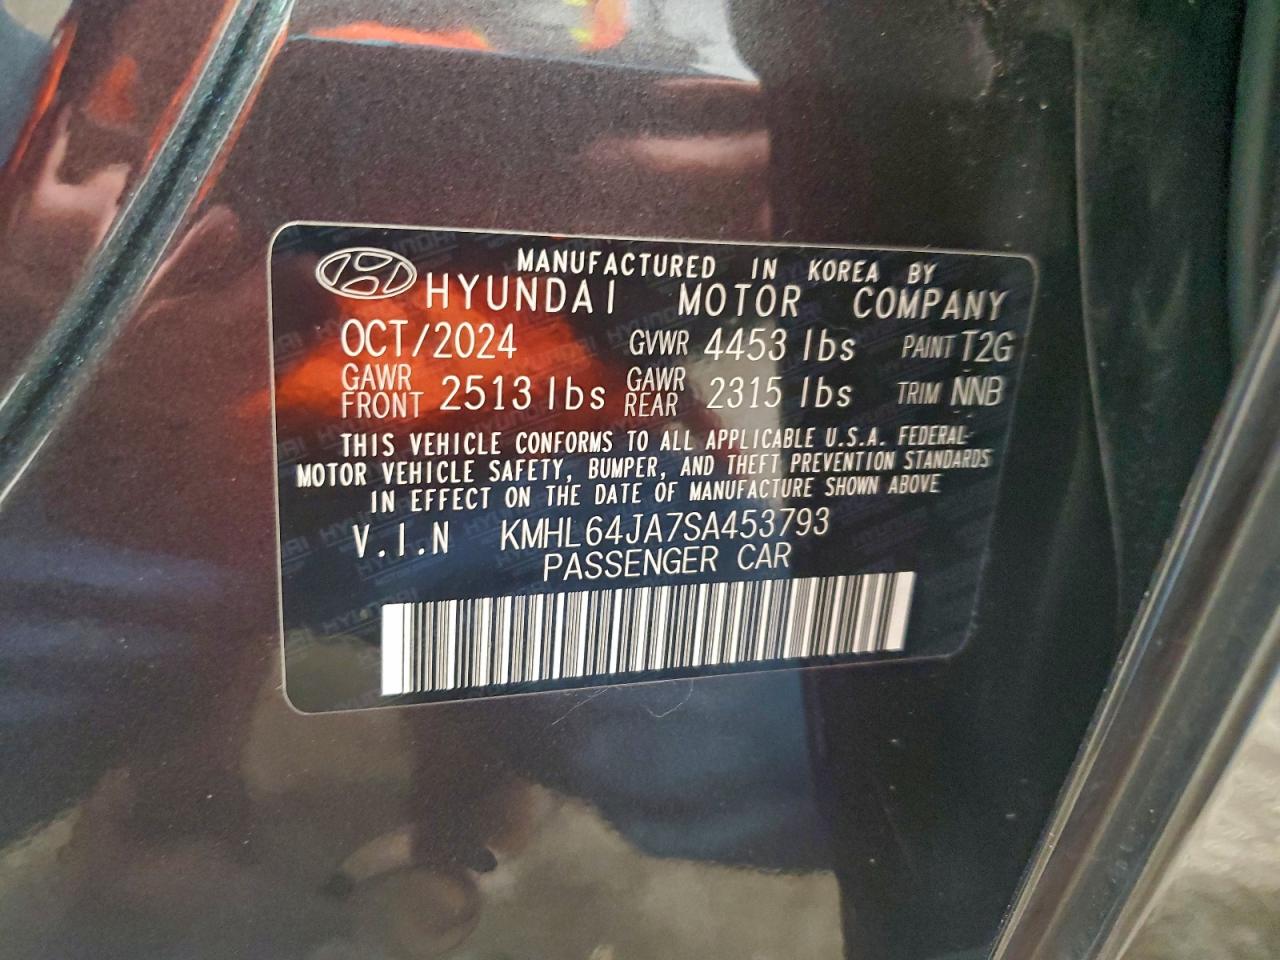 MANUFACTURED IN KOREA BY
HYUNDAI MOTOR COMPANY
OCT/2024 GVWR 4453 lbs PAINT T2G
GAWR FRONT 2513 lbs GAWR REAR 2315 lbs TRIM NNB
THIS VEHICLE CONFORMS TO ALL APPLICABLE U.S.A. FEDERAL
MOTOR VEHICLE SAFETY, BUMPER, AND THEFT PREVENTION STANDARDS
IN EFFECT ON THE DATE OF MANUFACTURE SHOWN ABOVE
V.I.N KMHL64JA7SA453793
PASSENGER CAR